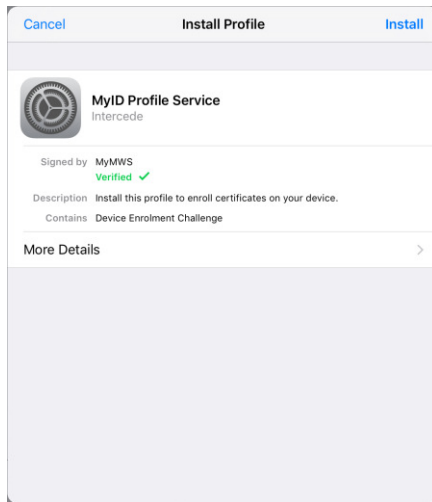 Cancel Install Profile Install
MyID Profile Service
Intercede
Signed by MyMWS
Verified ✓
Description Install this profile to enroll certificates on your device.
Contains Device Enrolment Challenge
More Details